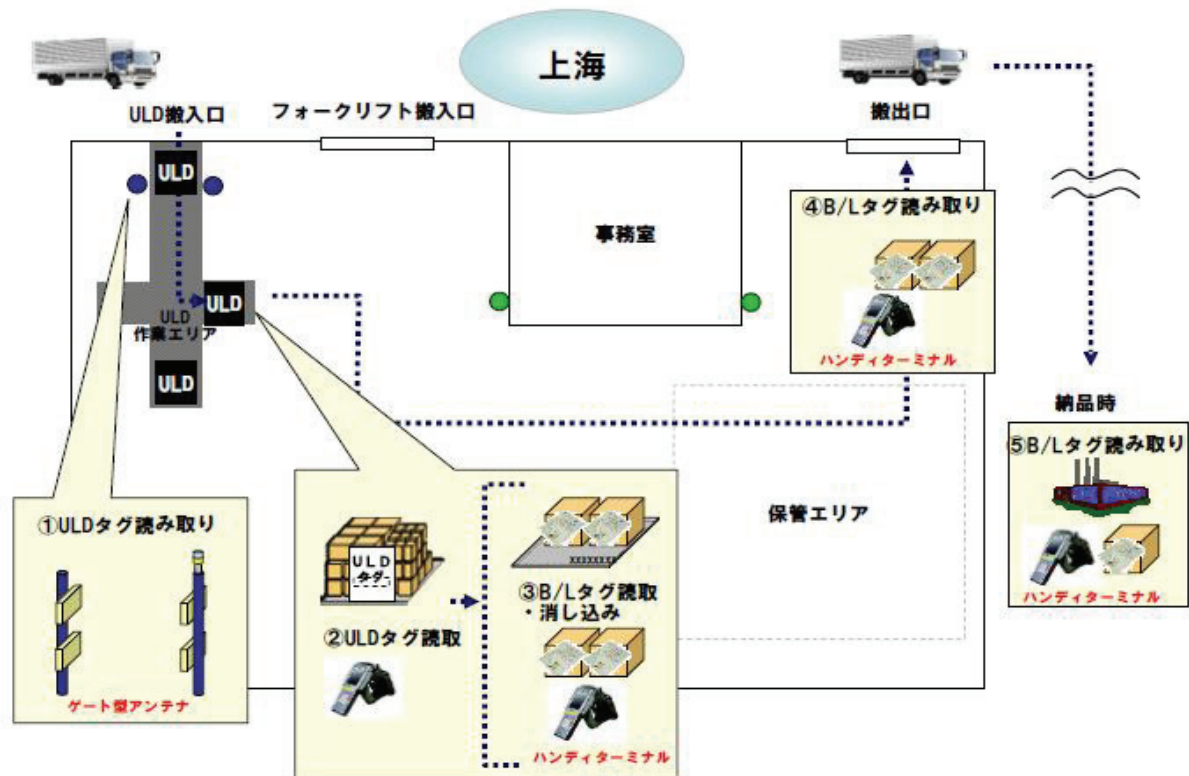 上海
ULD搬入口
フォークリフト搬入口
搬出口
ULD
事務室
④B/Lタグ読み取り
ハンディターミナル
ULD
ULD
作業エリア
ULD
保管エリア
納品時
⑤B/Lタグ読み取り
ハンディターミナル
①ULDタグ読み取り
ゲート型アンテナ
ULD
タグ
②ULDタグ読取
XXXXXXXX
③B/Lタグ読取
・消し込み
ハンディターミナル